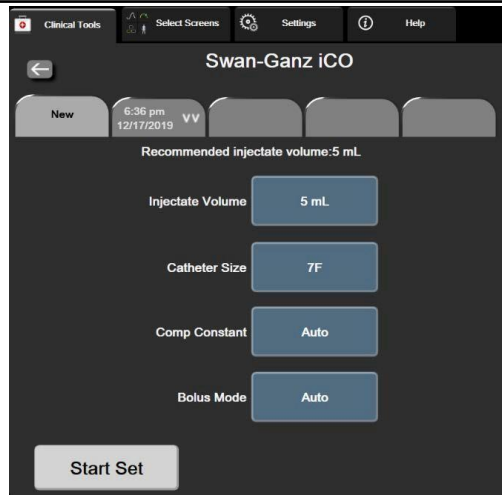 Clinical Tools Select Screens Settings Help
Swan-Ganz iCO
New 6:36 pm
12/17/2019
Recommended injectate volume:5 mL
Injectate Volume 5 mL
Catheter Size 7F
Comp Constant Auto
Bolus Mode Auto
Start Set